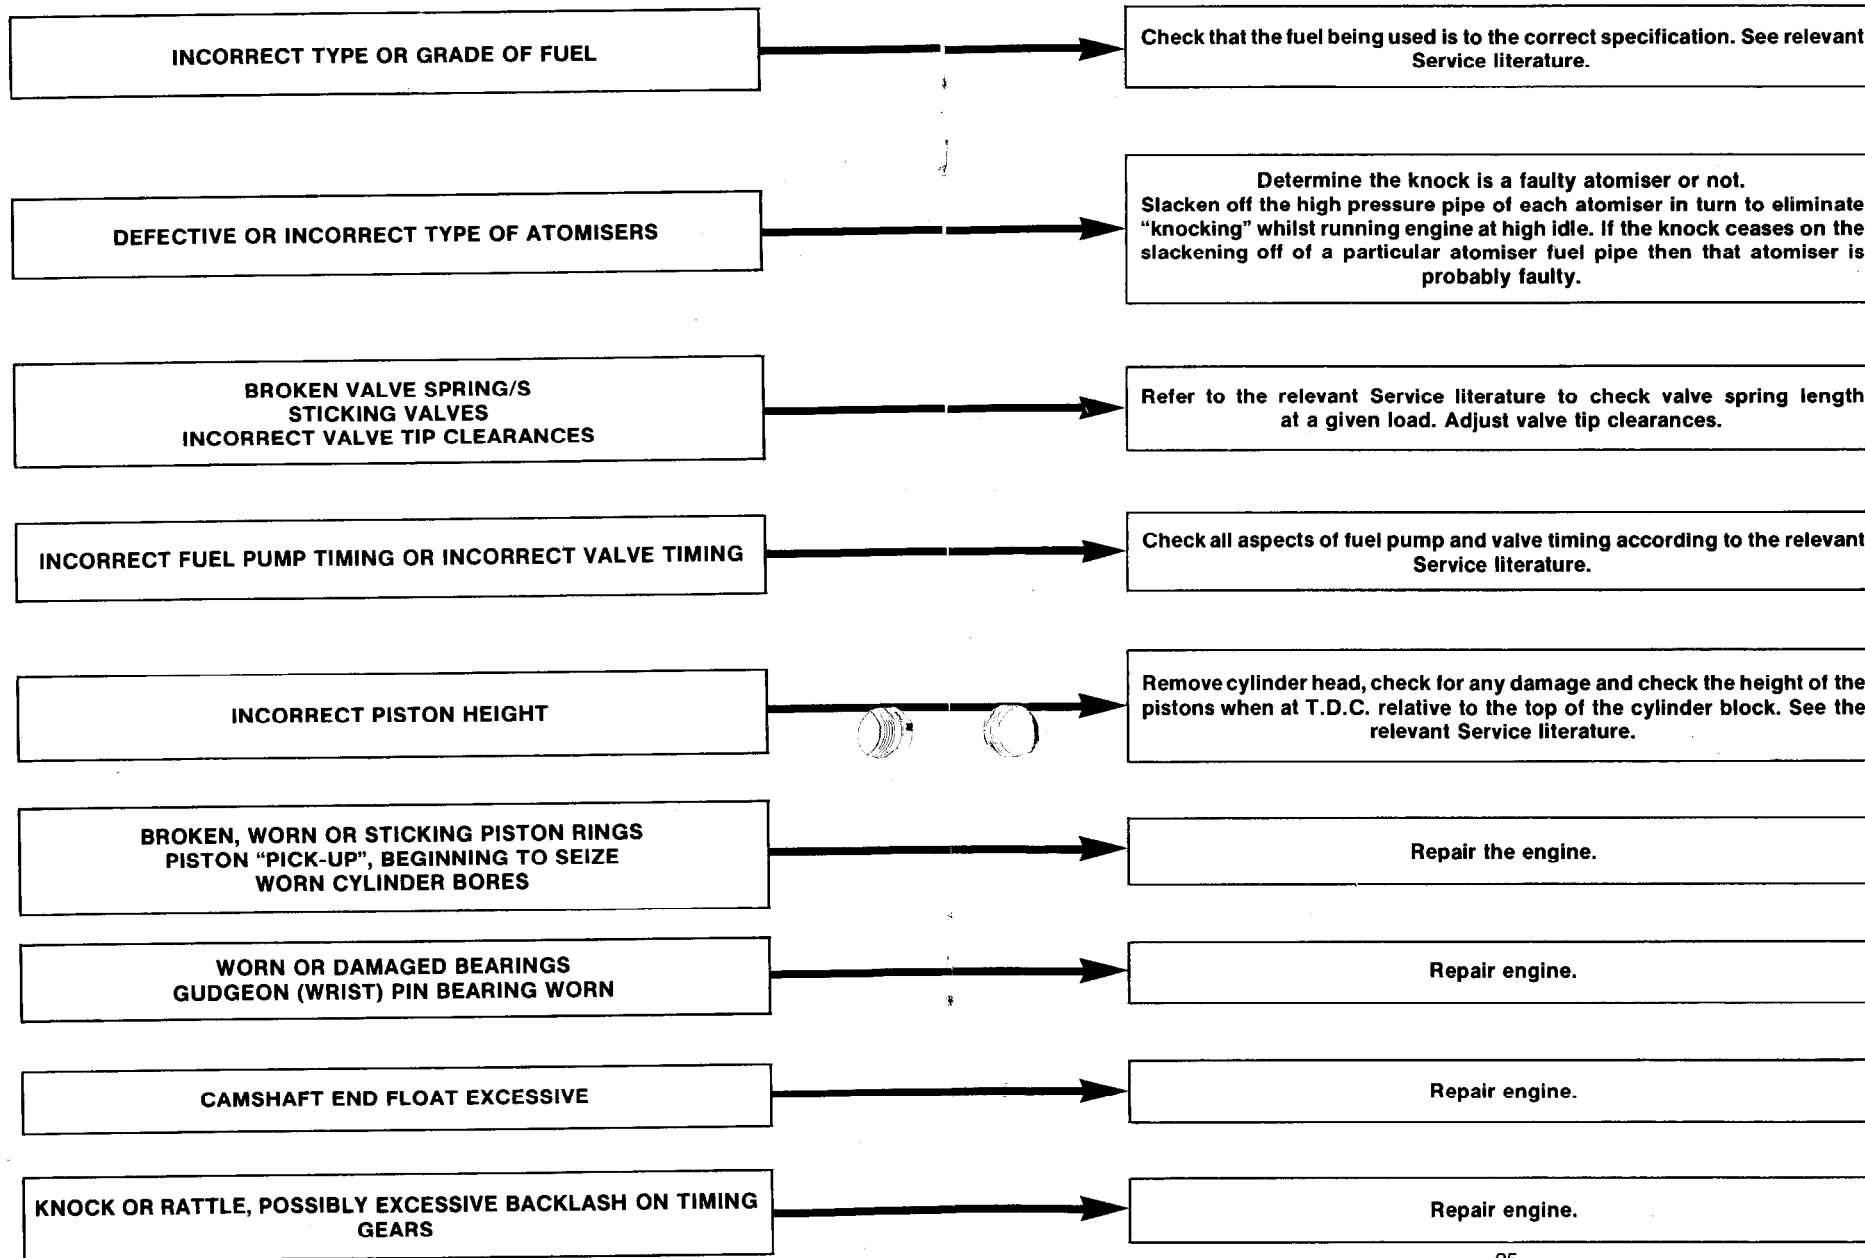 INCORRECT TYPE OR GRADE OF FUEL
Check that the fuel being used is to the correct specification. See relevant
Service literature.
DEFECTIVE OR INCORRECT TYPE OF ATOMISERS
Determine the knock is a faulty atomiser or not.
Slacken off the high pressure pipe of each atomiser in turn to eliminate
“knocking” whilst running engine at high idle. If the knock ceases on the
slackening off of a particular atomiser fuel pipe then that atomiser is
probably faulty.
BROKEN VALVE SPRING/S
STICKING VALVES
INCORRECT VALVE TIP CLEARANCES
Refer to the relevant Service literature to check valve spring length
at a given load. Adjust valve tip clearances.
INCORRECT FUEL PUMP TIMING OR INCORRECT VALVE TIMING
Check all aspects of fuel pump and valve timing according to the relevant
Service literature.
INCORRECT PISTON HEIGHT
Remove cylinder head, check for any damage and check the height of the
pistons when at T.D.C. relative to the top of the cylinder block. See the
relevant Service literature.
BROKEN, WORN OR STICKING PISTON RINGS
PISTON “PICK-UP”, BEGINNING TO SEIZE
WORN CYLINDER BORES
Repair the engine.
WORN OR DAMAGED BEARINGS
GUDGEON (WRIST) PIN BEARING WORN
Repair engine.
CAMSHAFT END FLOAT EXCESSIVE
Repair engine.
KNOCK OR RATTLE, POSSIBLY EXCESSIVE BACKLASH ON TIMING
GEARS
Repair engine.